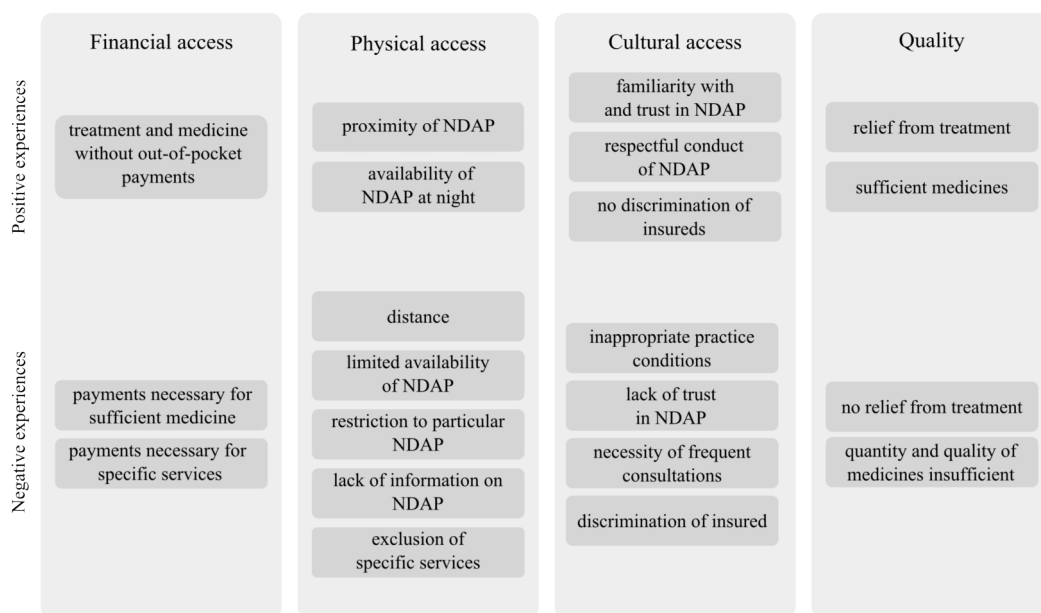 Financial access
Physical access
Cultural access
Quality
Positive experiences
treatment and medicine
without out-of-pocket
payments
proximity of NDAP
availability of
NDAP at night
familiarity with
and trust in NDAP
respectful conduct
of NDAP
no discrimination of
insureds
relief from treatment
sufficient medicines
Negative experiences
payments necessary for
sufficient medicine
payments necessary for
specific services
distance
limited availability
of NDAP
restriction to particular
NDAP
lack of information on
NDAP
exclusion of
specific services
inappropriate practice
conditions
lack of trust
in NDAP
necessity of frequent
consultations
discrimination of insured
no relief from treatment
quantity and quality of
medicines insufficient